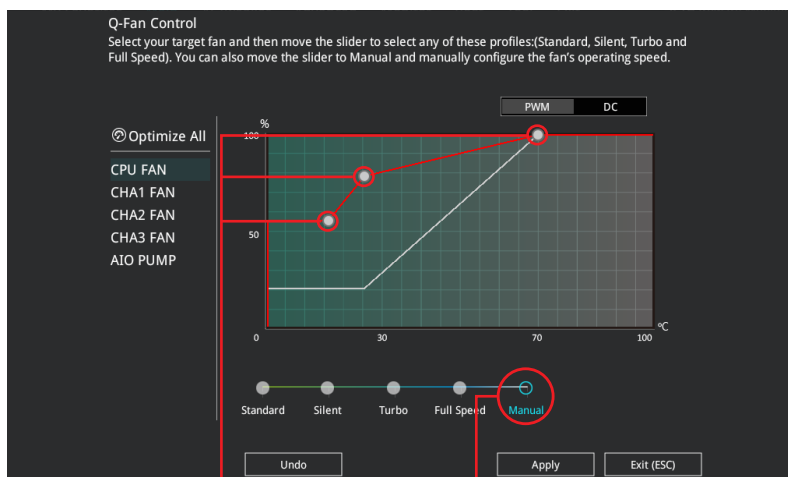 Q-Fan Control
Select your target fan and then move the slider to select any of these profiles:(Standard, Silent, Turbo and
Full Speed). You can also move the slider to Manual and manually configure the fan's operating speed.
PWM DC
%
Optimize All
100
CPU FAN
CHA1 FAN
CHA2 FAN
50
CHA3 FAN
AIO PUMP
ºC
0 30 70 100
Standard Silent Turbo Full Speed Manual
Undo Apply Exit (ESC)